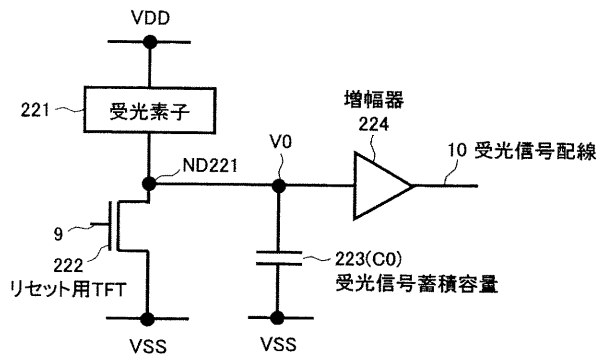 VDD
221
受光素子
増幅器
224
V0
10 受光信号配線
ND221
9
222
リセット用TFT
223(C0)
受光信号蓄積容量
VSS
VSS